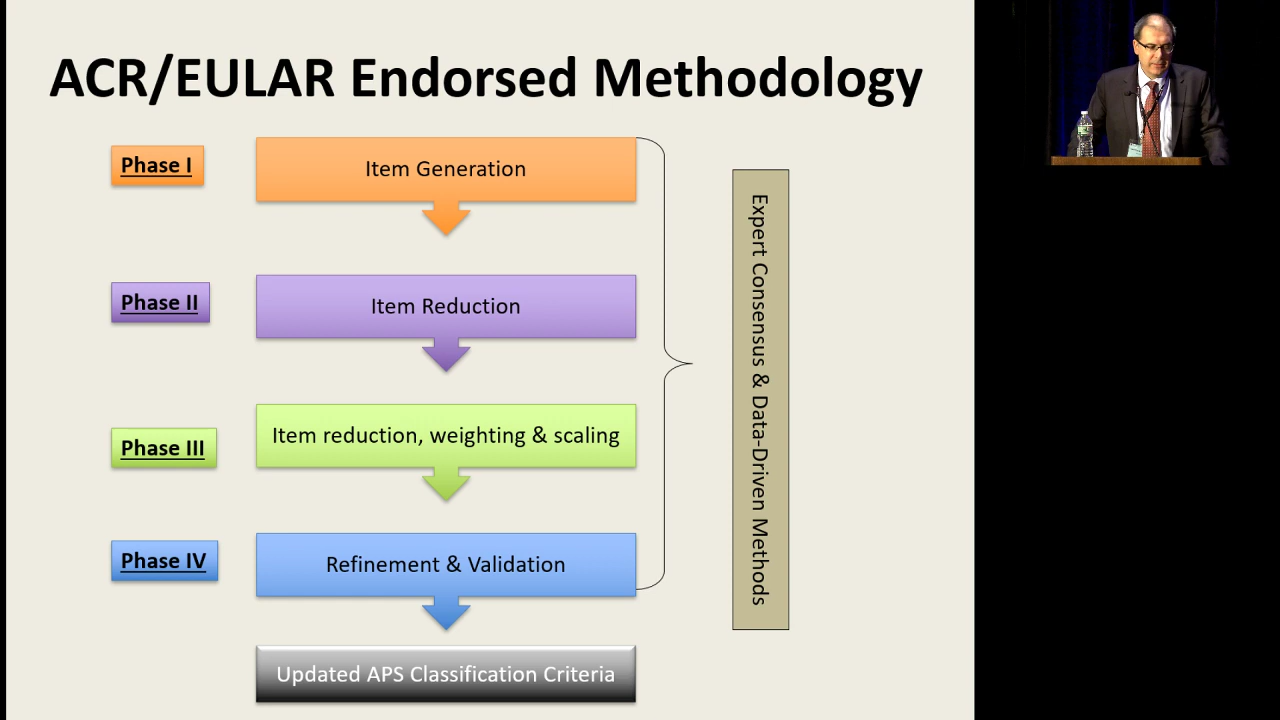 ACR/EULAR Endorsed Methodology
Phase I
Item Generation
Phase II
Item Reduction
Phase III
Item reduction, weighting & scaling
Phase IV
Refinement & Validation
Updated APS Classification Criteria
Expert Consensus & Data-Driven Methods